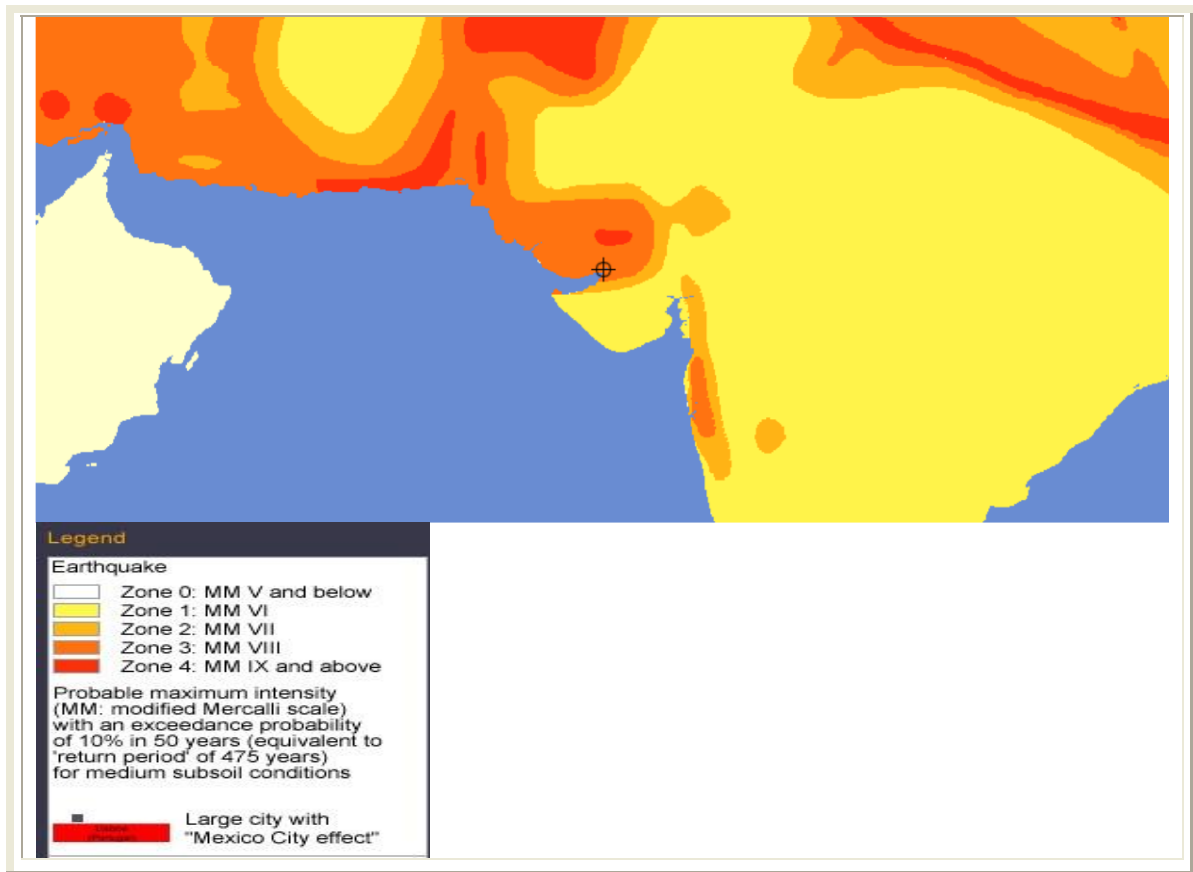 Legend
Earthquake
Zone 0: MM V and below
Zone 1: MM VI
Zone 2: MM VII
Zone 3: MM VIII
Zone 4: MM IX and above
Probable maximum intensity
(MM: modified Mercalli scale)
with an exceedance probability
of 10% in 50 years (equivalent to
'return period' of 475 years)
for medium subsoil conditions
Large city with
"Mexico City effect"